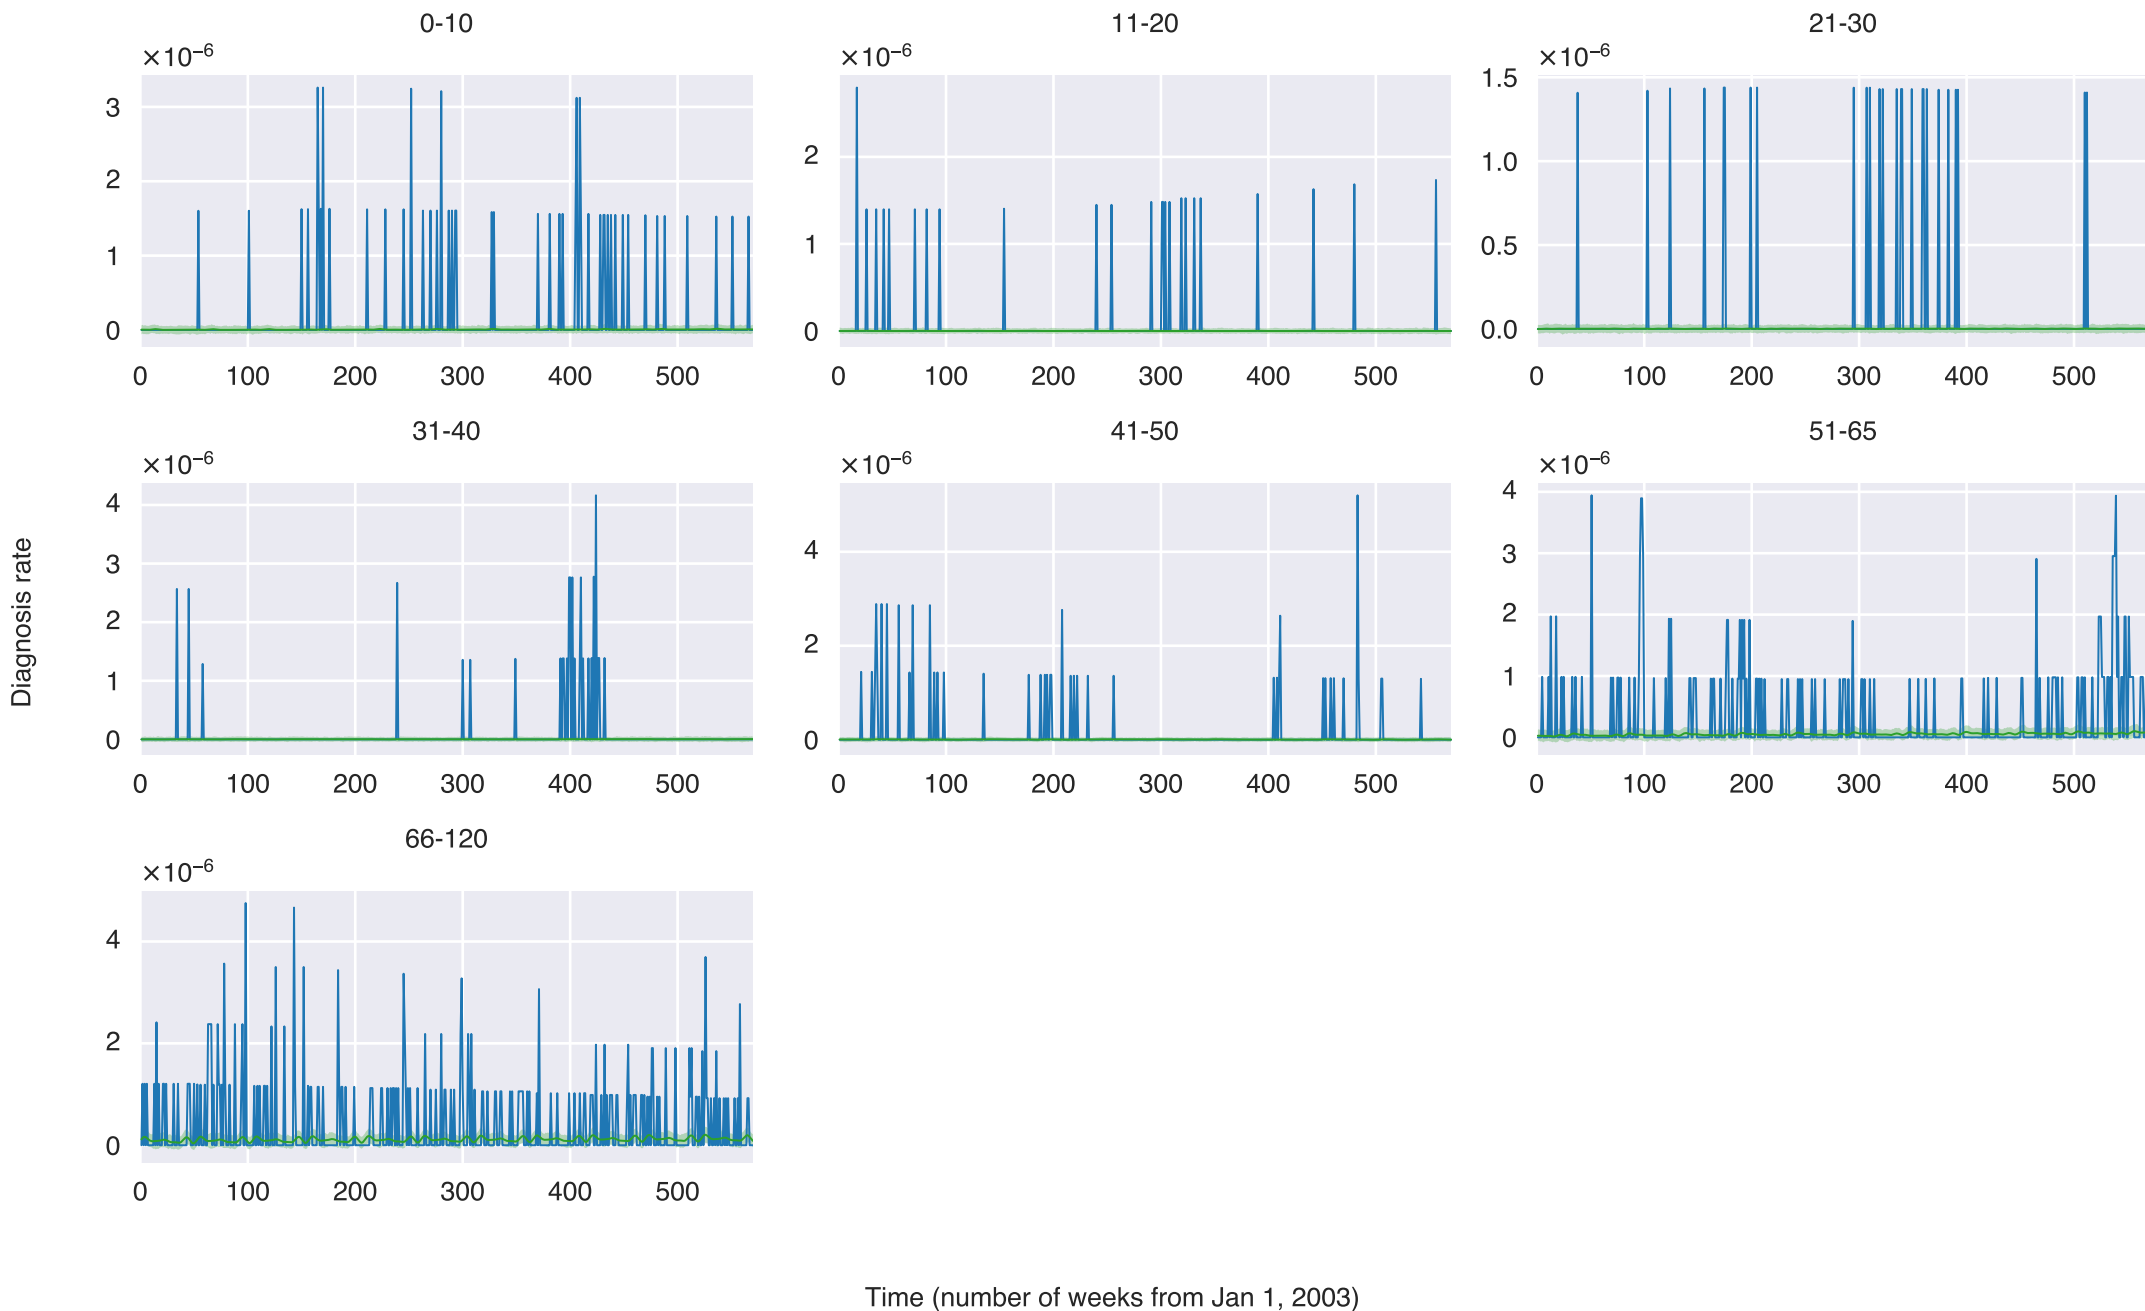 0-10 11-20 21-30
×10⁻⁶ ×10⁻⁶ ×10⁻⁶
3 2 1.5
2 1 1.0
1 0 0.5
0 0.0
0 100 200 300 400 500 0 100 200 300 400 500 0 100 200 300 400 500
31-40 41-50 51-65
×10⁻⁶ ×10⁻⁶ ×10⁻⁶
4 4 4
3 2 3
2 0 2
1 1
0 0
0 100 200 300 400 500 0 100 200 300 400 500 0 100 200 300 400 500
Diagnosis rate
66-120
×10⁻⁶
4
2
0
0 100 200 300 400 500
Time (number of weeks from Jan 1, 2003)